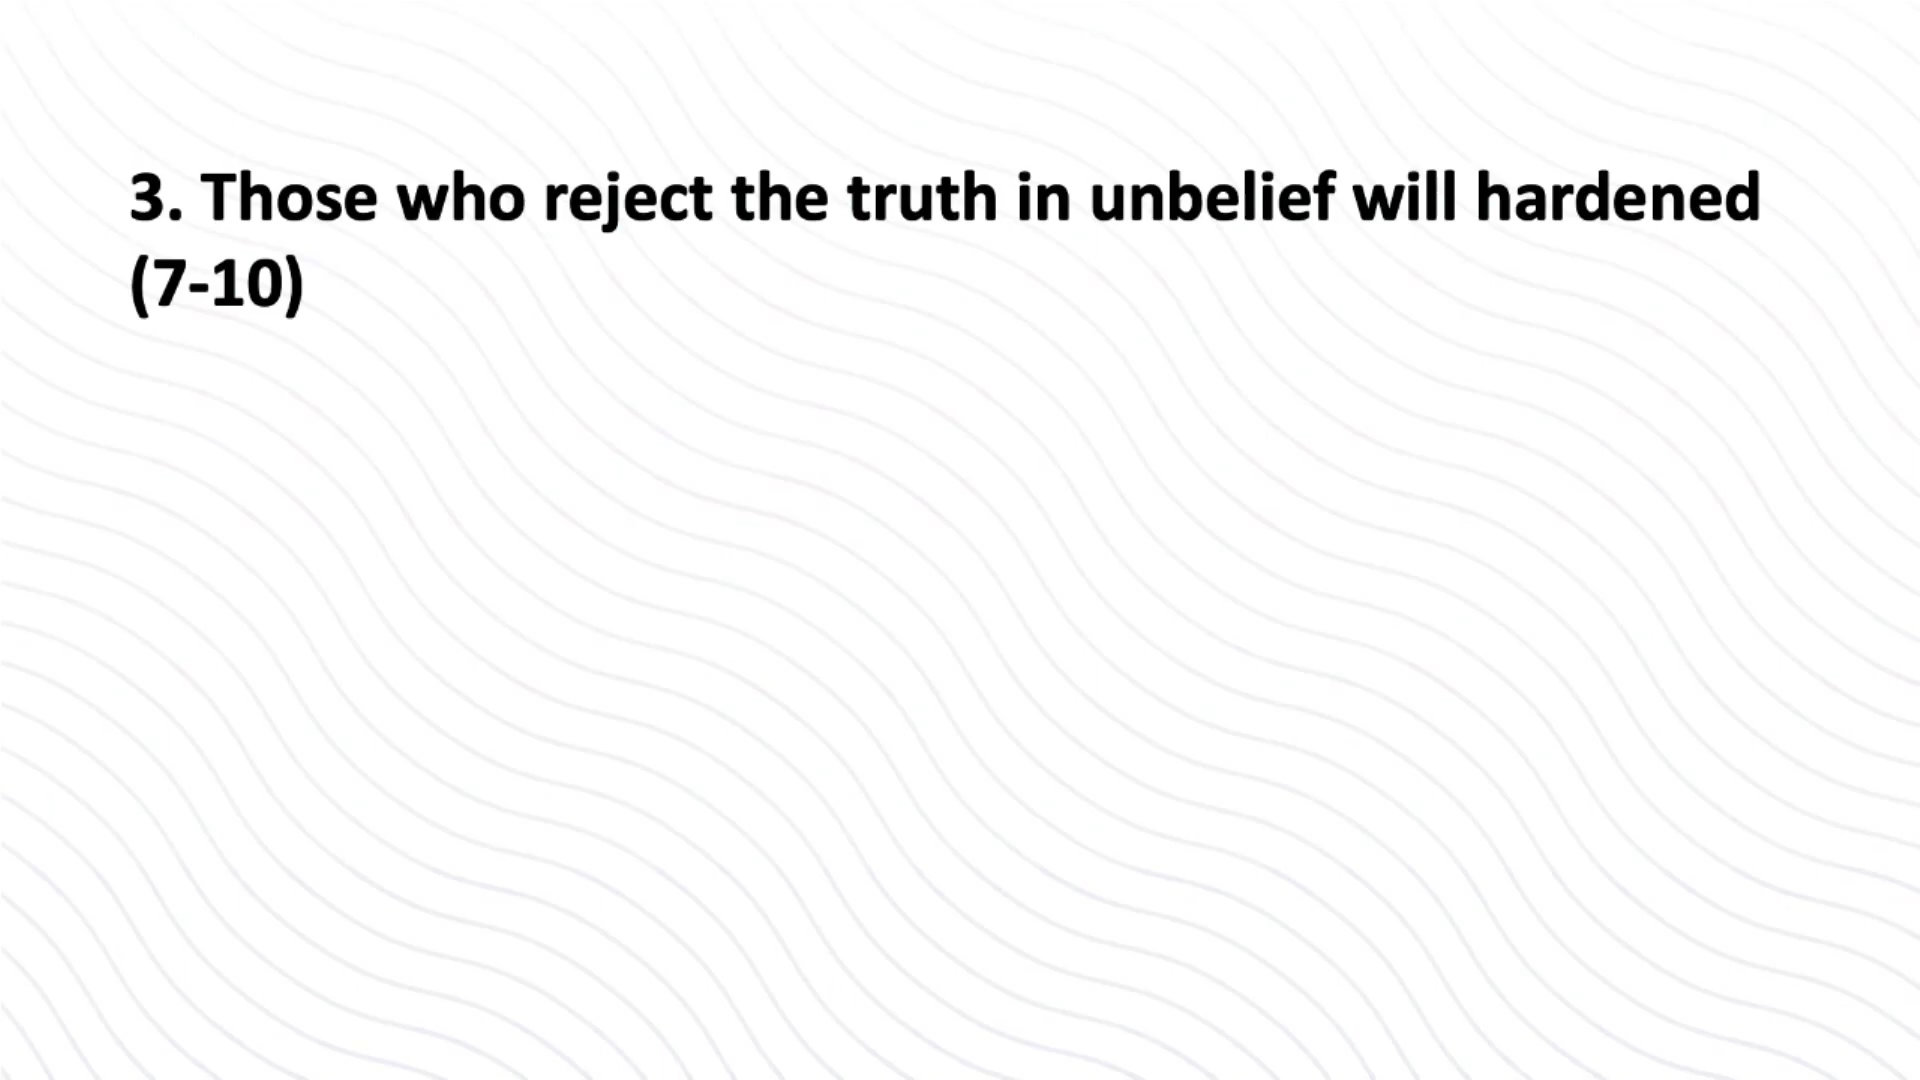 3. Those who reject the truth in unbelief will hardened
(7-10)